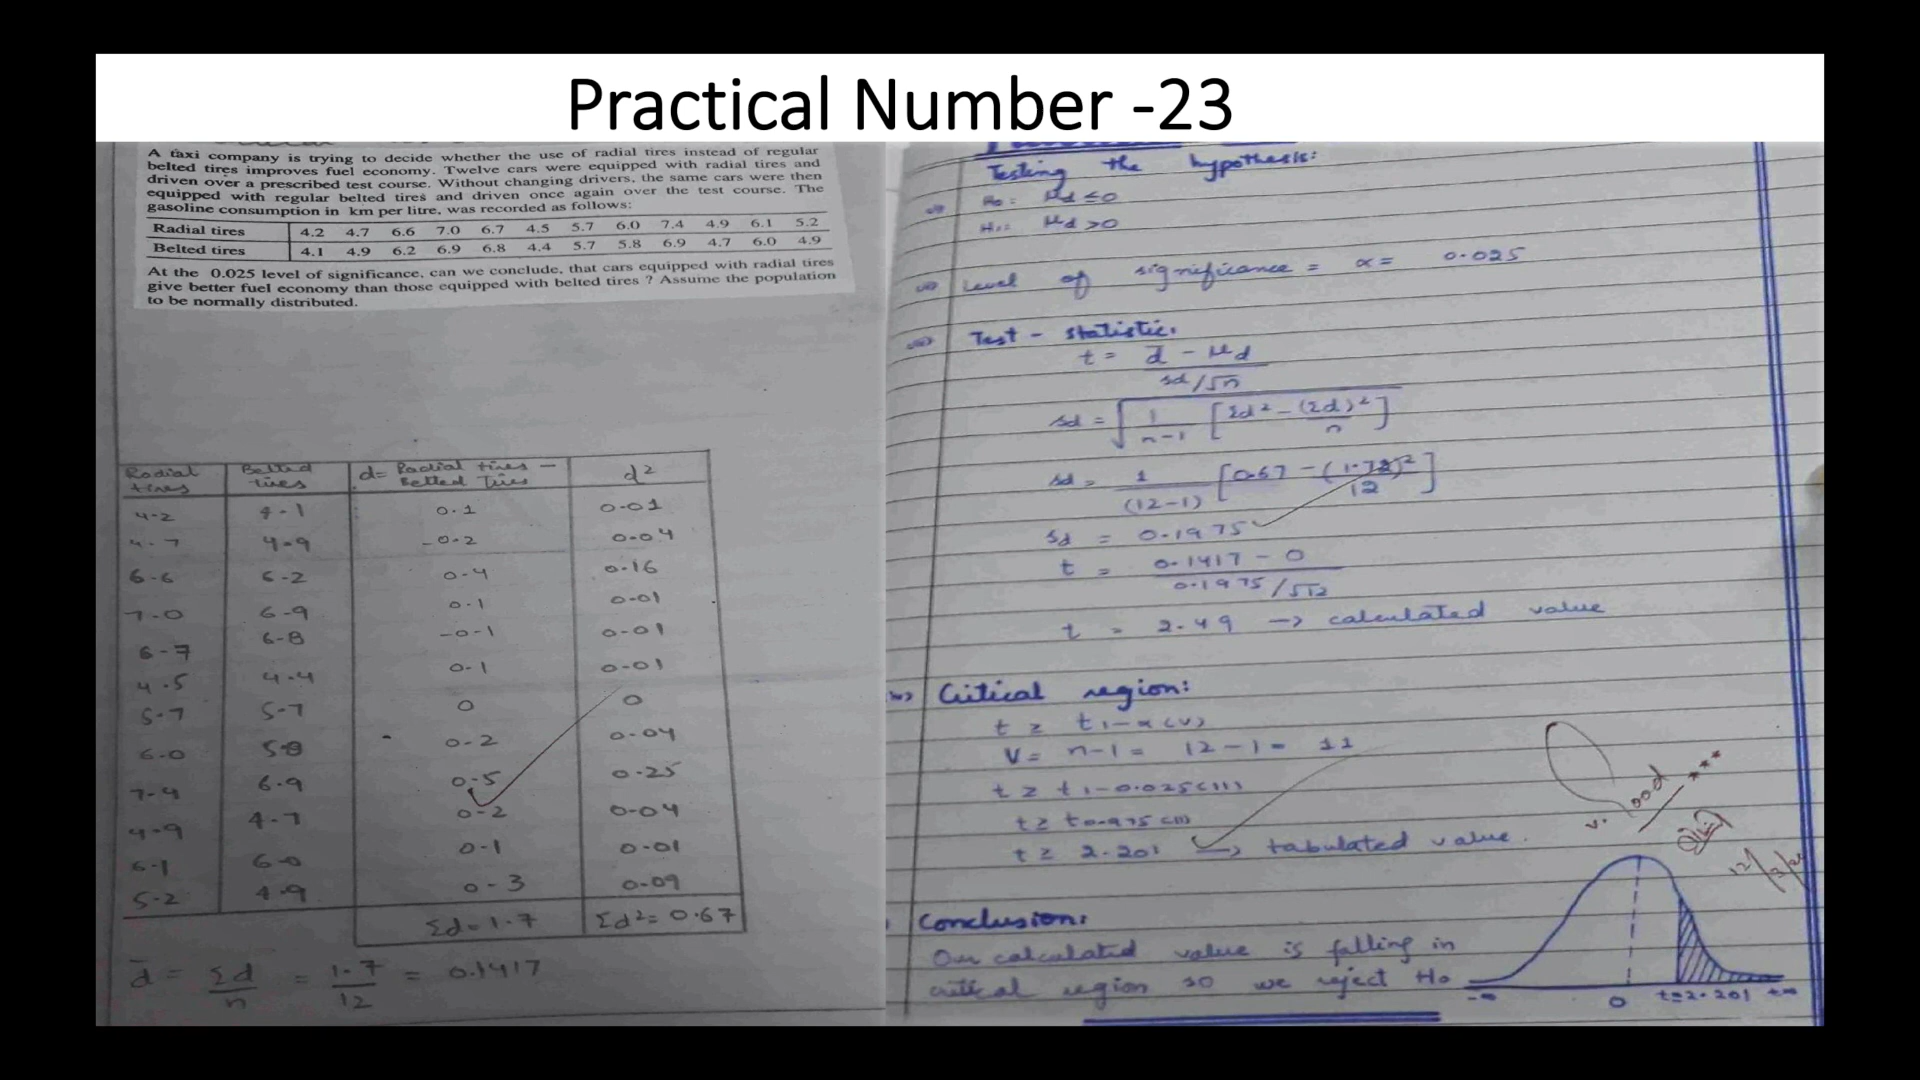 Practical Number -23
A taxi company is trying to decide whether the use of radial tires instead of regular
belted tires improves fuel economy. Twelve cars were equipped with radial tires and
driven over a prescribed test course. Without changing drivers, the same cars were then
equipped with regular belted tires and driven once again over the test course. The
gasoline consumption in km per litre, was recorded as follows:
Radial tires 4.2 4.7 6.6 7.0 6.7 4.5 5.7 6.0 7.4 4.9 6.1 5.2
Belted tires 4.1 4.9 6.2 6.9 6.8 4.4 5.7 5.8 6.9 4.7 6.0 4.9
At the 0.025 level of significance, can we conclude, that cars equipped with radial tires
give better fuel economy than those equipped with belted tires ? Assume the population
to be normally distributed.
Radial tires Belted tires d= Radial tires - Belted Tires d²
4.2 4.1 0.1 0.01
4.7 4.9 -0.2 0.04
6.6 6.2 0.4 0.16
7.0 6.9 0.1 0.01
6.7 6.8 -0.1 0.01
4.5 4.4 0.1 0.01
5.7 5.7 0 0
6.0 5.8 0.2 0.04
7.4 6.9 0.5 0.25
4.9 4.7 0.2 0.04
6.1 6.0 0.1 0.01
5.2 4.9 0.3 0.09
Σd=1.7 Σd²=0.67
d̄ = Σd/n = 1.7/12 = 0.1417
Testing the hypothesis:
H₀: μd≤0
H₁: μd>0
Level of significance = α = 0.025
Test - statistic.
t = d̄ - μd / sd/√n
sd = √ 1/n-1 [Σd² - (Σd)²/n]
sd = 1/(12-1) [0.67 - (1.7)²/12]
sd = 0.1975
t = 0.1417 - 0 / 0.1975/√12
t = 2.49 → calculated value
iv) Critical region:
t ≥ t1-α(v)
V = n-1 = 12-1 = 11
t ≥ t1-0.025(11)
t ≥ t0.975(11)
t ≥ 2.201 → tabulated value.
Conclusion:
Our calculated value is falling in
critical region so we reject H₀
-∞ 0 t=2.201 +∞
V. Good